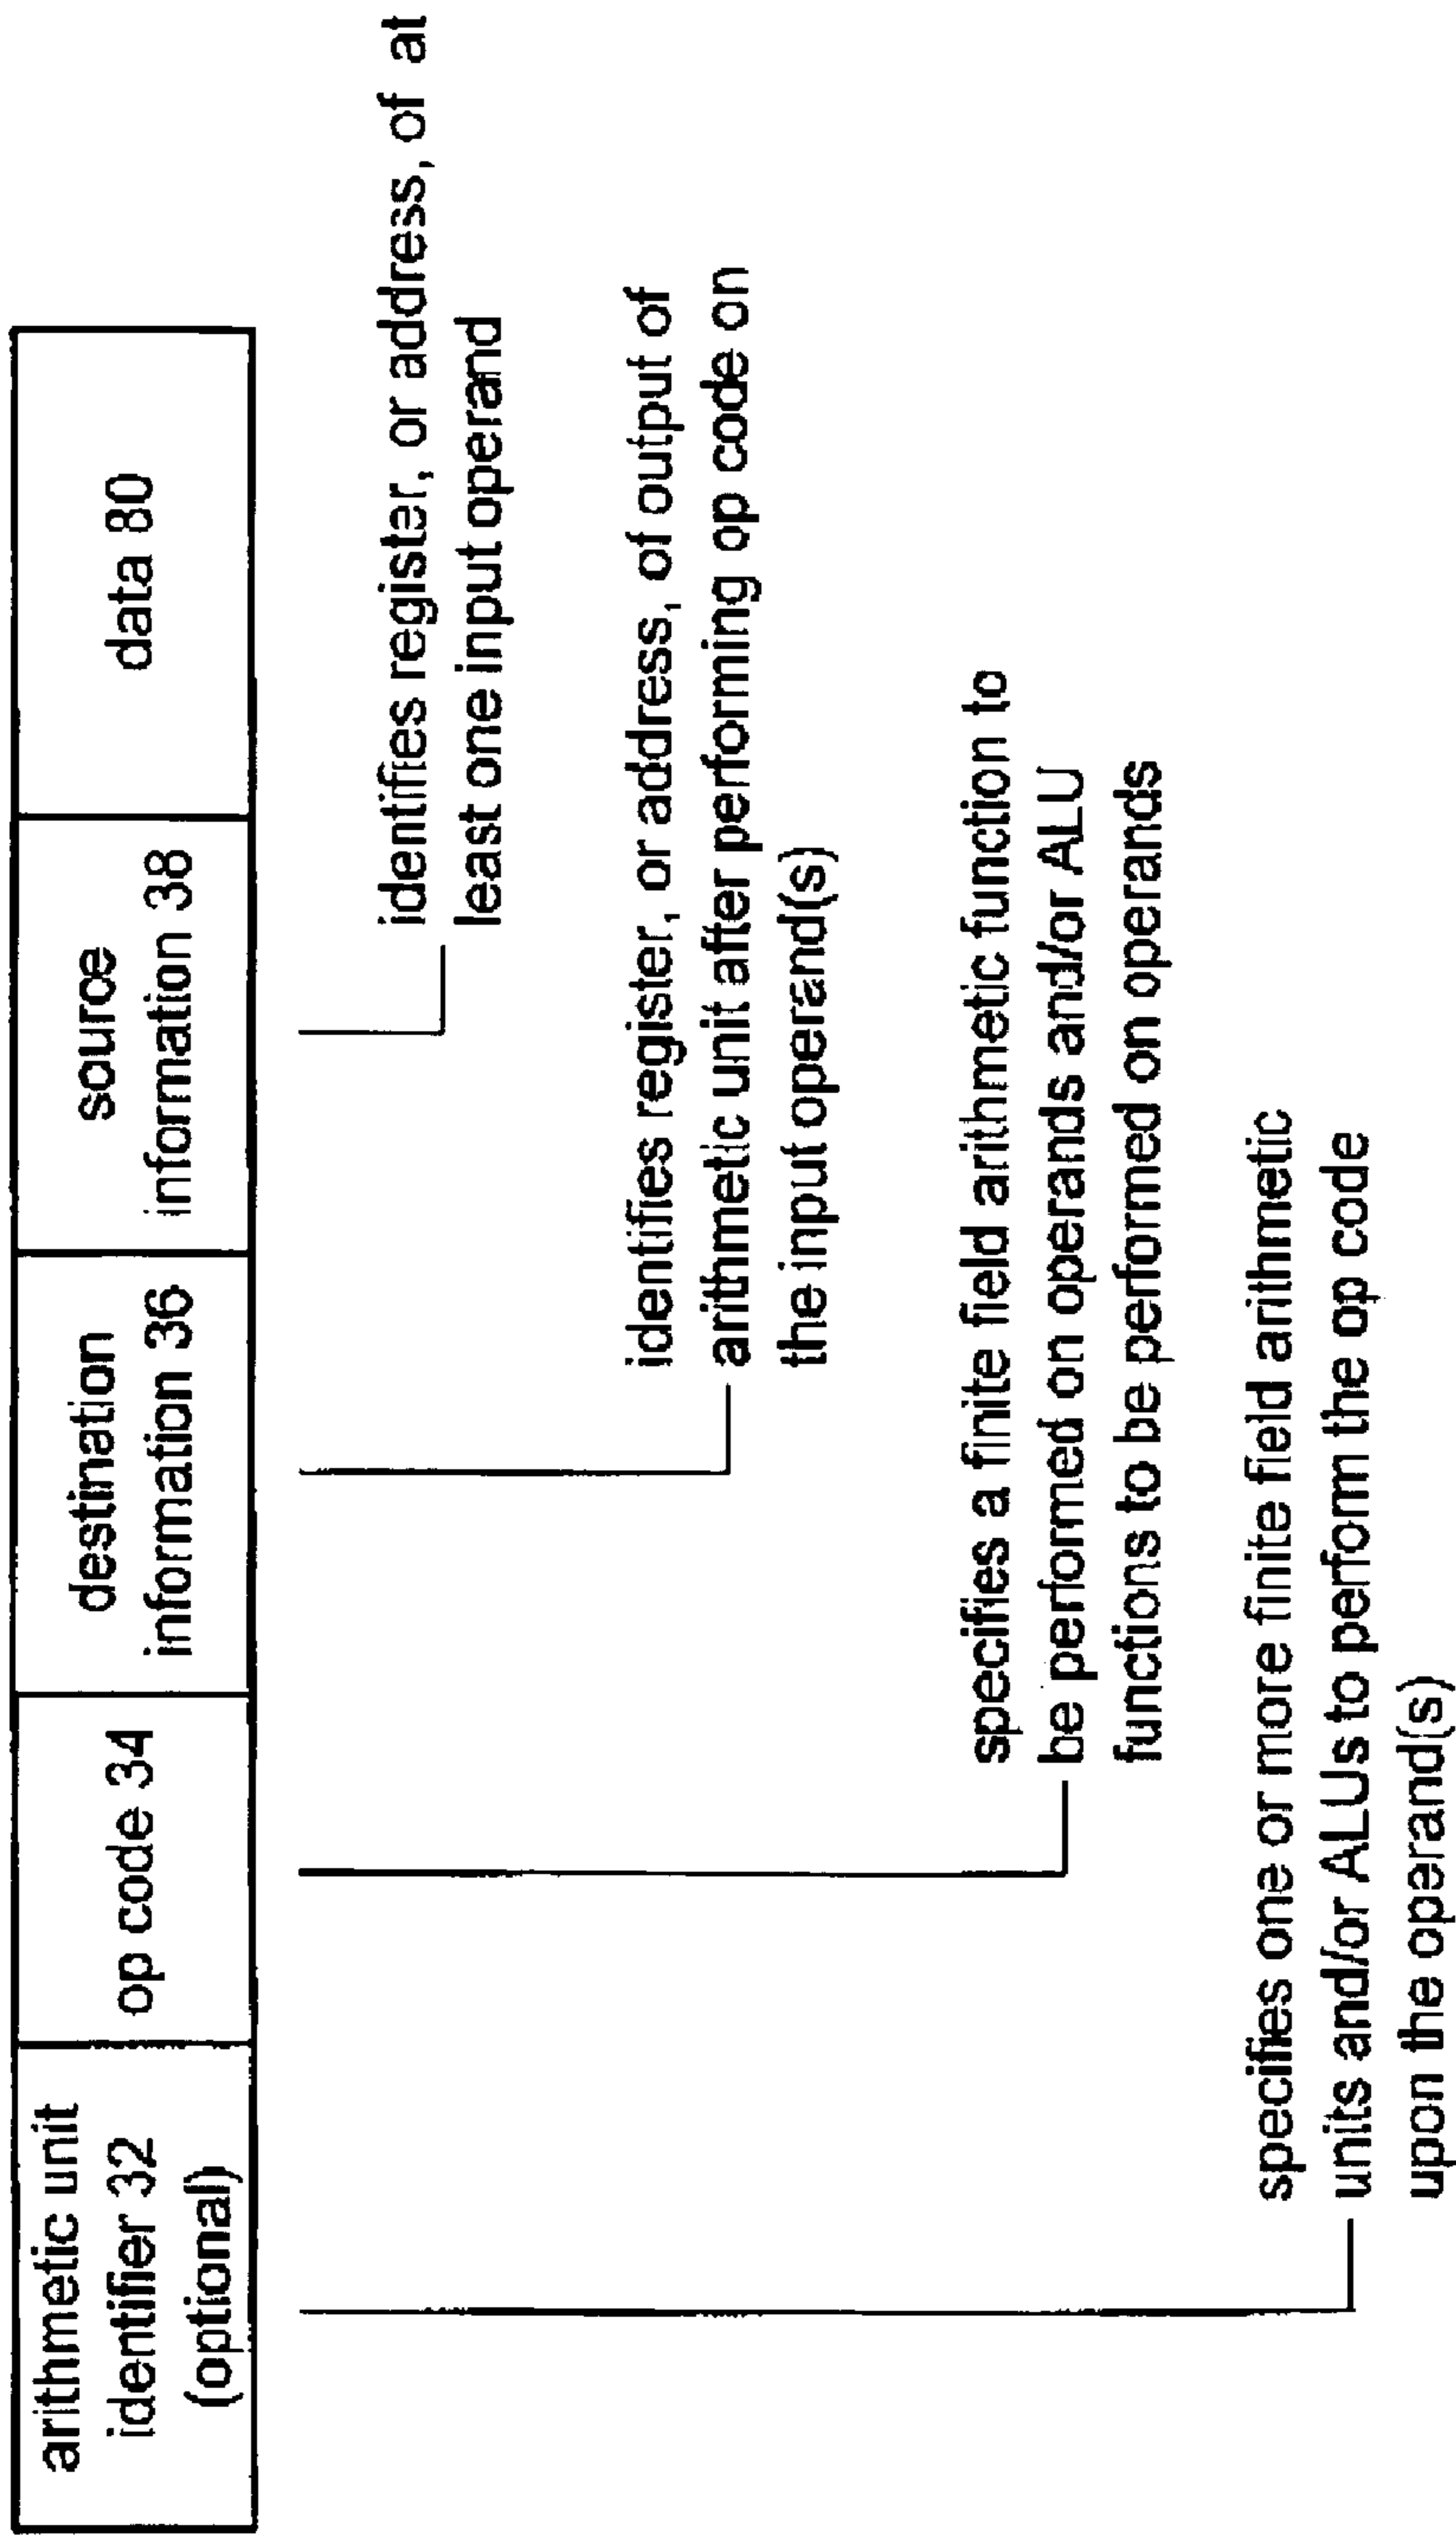 arithmetic unit
identifier 32
(optional)
op code 34
destination
information 36
source
information 38
data 80
identifies register, or address, of at
least one input operand
identifies register, or address, of output of
arithmetic unit after performing op code on
the input operand(s)
specifies a finite field arithmetic function to
be performed on operands and/or ALU
functions to be performed on operands
specifies one or more finite field arithmetic
units and/or ALUs to perform the op code
upon the operand(s)